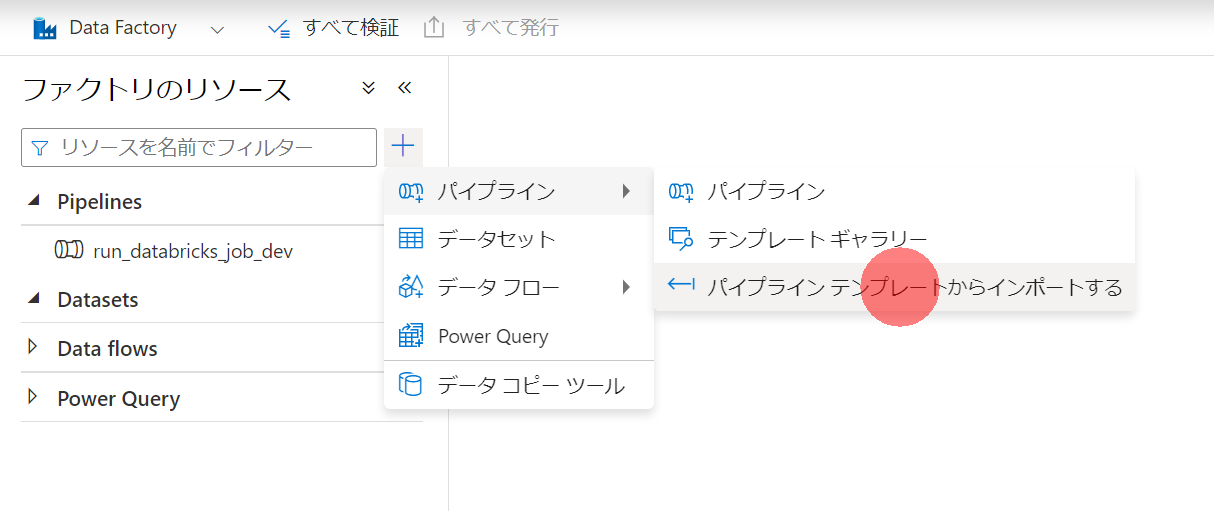 Data Factory すべて検証 すべて発行
ファクトリのリソース
リソースを名前でフィルター
Pipelines
run_databricks_job_dev
Datasets
Data flows
Power Query
パイプライン
データセット
データ フロー
Power Query
データ コピー ツール
パイプライン
テンプレート ギャラリー
パイプライン テンプレートからインポートする